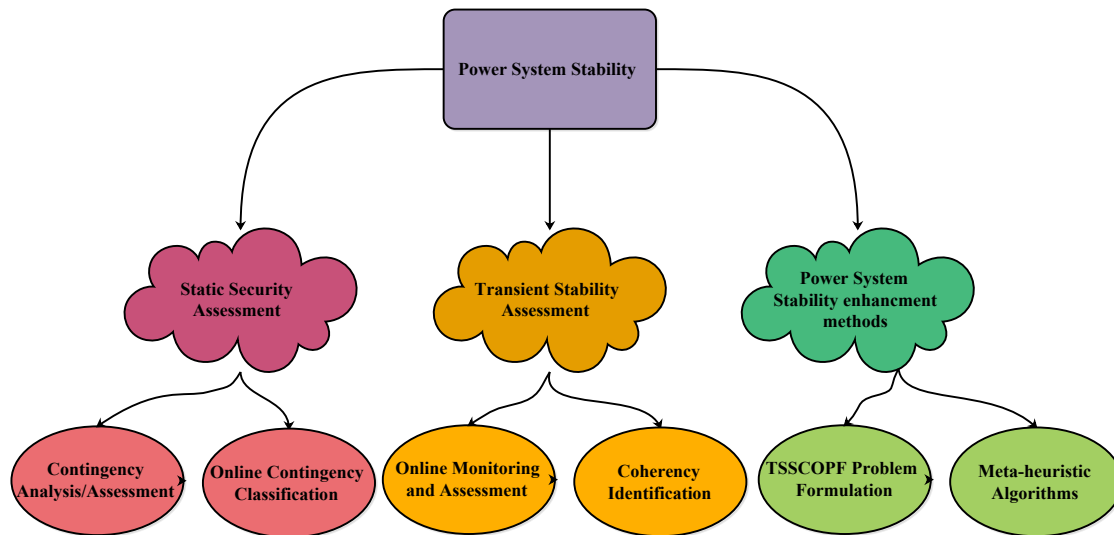 Power System Stability
Static Security
Assessment
Transient Stability
Assessment
Power System
Stability enhancment
methods
Contingency
Analysis/Assessment
Online Contingency
Classification
Online Monitoring
and Assessment
Coherency
Identification
TSSCOPF Problem
Formulation
Meta-heuristic
Algorithms